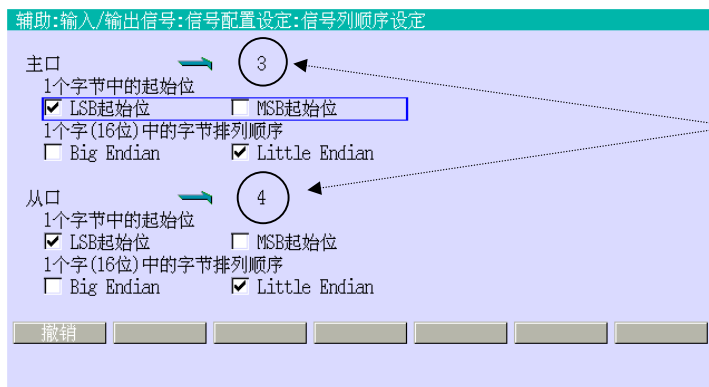 辅助:输入/输出信号:信号配置设定:信号列顺序设定
主口 3
1个字节中的起始位
LSB起始位 MSB起始位
1个字(16位)中的字节排列顺序
Big Endian Little Endian
从口 4
1个字节中的起始位
LSB起始位 MSB起始位
1个字(16位)中的字节排列顺序
Big Endian Little Endian
撤销